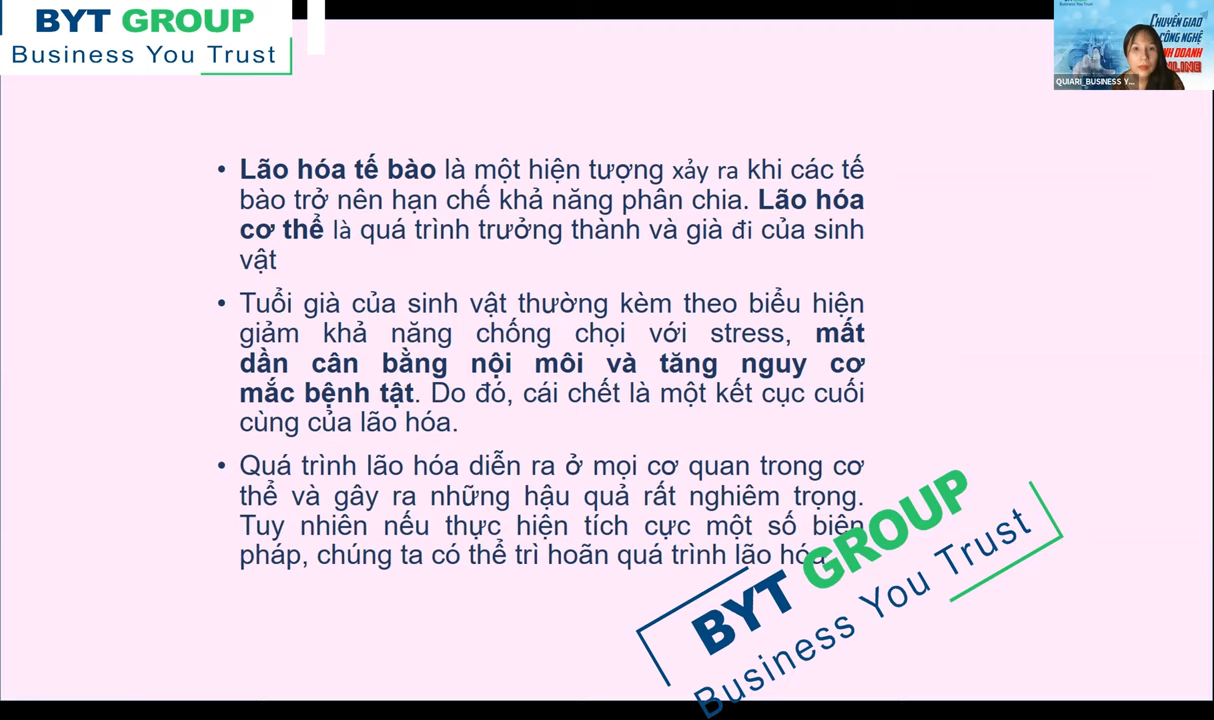 BYT GROUP
Business You Trust
CHUYỂN GIAO
CÔNG NGHỆ
QUIARI_BUSINESS Y...
• Lão hóa tế bào là một hiện tượng xảy ra khi các tế
bào trở nên hạn chế khả năng phân chia. Lão hóa
cơ thể là quá trình trưởng thành và già đi của sinh
vật
• Tuổi già của sinh vật thường kèm theo biểu hiện
giảm khả năng chống chọi với stress, mất
dần cân bằng nội môi và tăng nguy cơ
mắc bệnh tật. Do đó, cái chết là một kết cục cuối
cùng của lão hóa.
• Quá trình lão hóa diễn ra ở mọi cơ quan trong cơ
thể và gây ra những hậu quả rất nghiêm trọng.
Tuy nhiên nếu thực hiện tích cực một số biện
pháp, chúng ta có thể trì hoãn quá trình lão hóa
BYT GROUP
Business You Trust